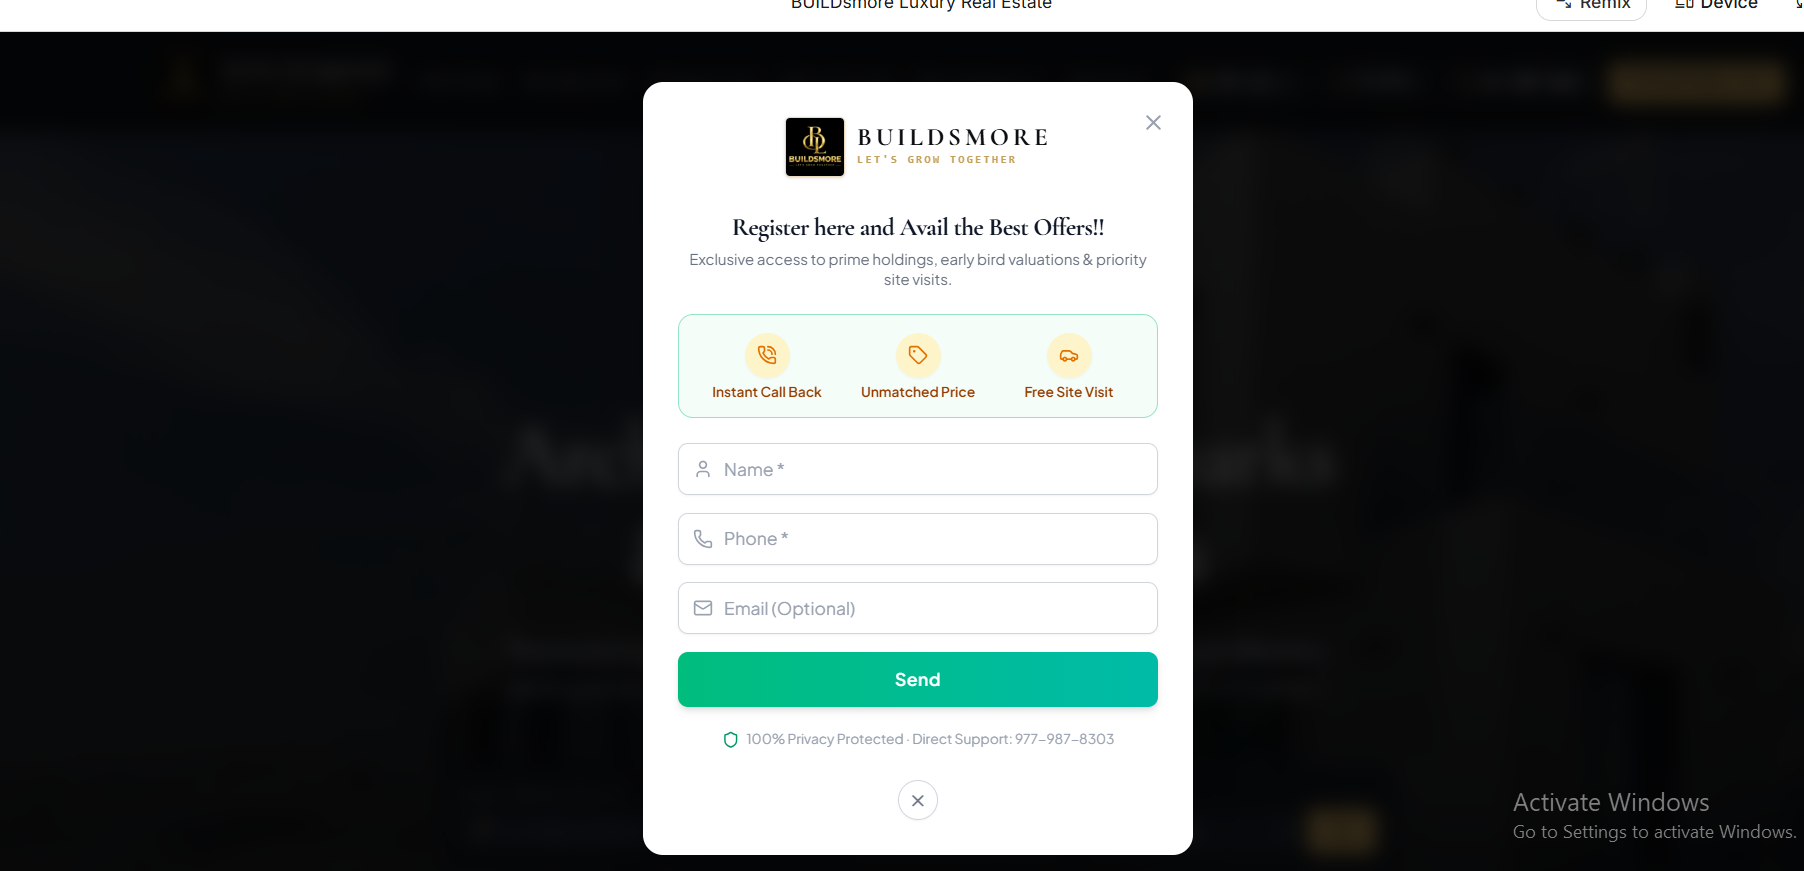 BUILDsmore Luxury Real Estate
Remix
Device
BUILDSMORE
BUILDSMORE
LET'S GROW TOGETHER
Register here and Avail the Best Offers!!
Exclusive access to prime holdings, early bird valuations & priority
site visits.
Instant Call Back
Unmatched Price
Free Site Visit
Name *
Phone *
Email (Optional)
Send
100% Privacy Protected · Direct Support: 977-987-8303
Activate Windows
Go to Settings to activate Windows.